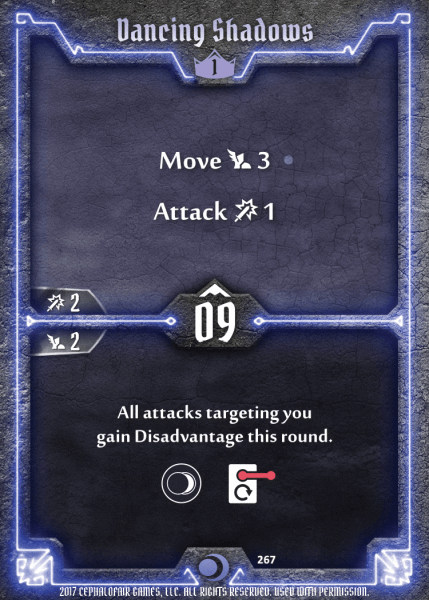 Dancing Shadows
1
Move 3
Attack 1
2
09
2
All attacks targeting you
gain Disadvantage this round.
267
2017 CEPHALOFAIR GAMES, LLC. ALL RIGHTS RESERVED. USED WITH PERMISSION.